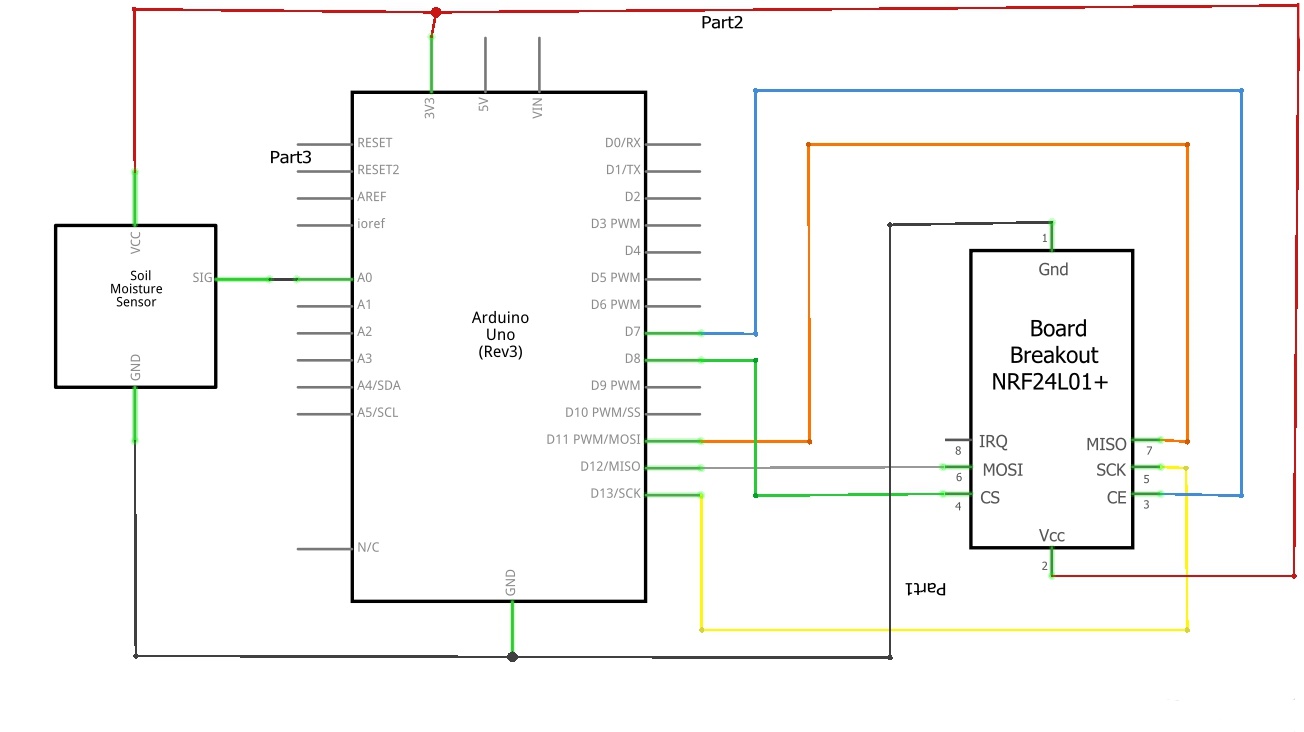 Part2
3V3
5V
VIN
Part3
RESET
RESET2
AREF
ioref
A0
A1
A2
A3
A4/SDA
A5/SCL
N/C
D0/RX
D1/TX
D2
D3 PWM
D4
D5 PWM
D6 PWM
D7
D8
D9 PWM
D10 PWM/SS
D11 PWM/MOSI
D12/MISO
D13/SCK
GND
Arduino
Uno
(Rev3)
VCC
SIG
Soil
Moisture
Sensor
GND
1
Gnd
Board
Breakout
NRF24L01+
IRQ
8
MOSI
6
CS
4
MISO
7
SCK
5
CE
3
Vcc
2
Part1